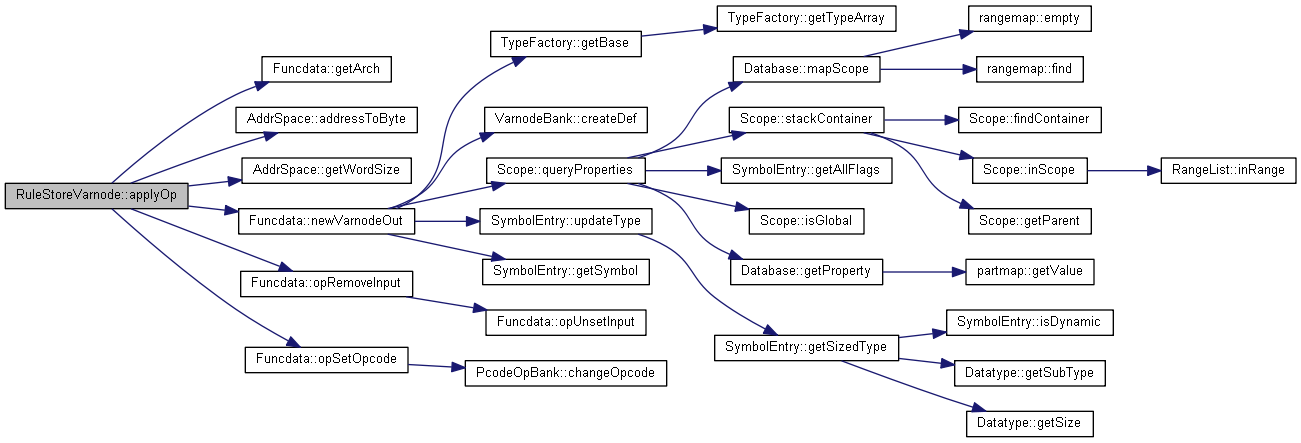 RuleStoreVarnode::applyOp
Funcdata::getArch
AddrSpace::addressToByte
AddrSpace::getWordSize
Funcdata::newVarnodeOut
Funcdata::opRemoveInput
Funcdata::opSetOpcode
TypeFactory::getBase
VarnodeBank::createDef
Scope::queryProperties
SymbolEntry::updateType
SymbolEntry::getSymbol
Funcdata::opUnsetInput
PcodeOpBank::changeOpcode
TypeFactory::getTypeArray
Database::mapScope
Scope::stackContainer
SymbolEntry::getAllFlags
Scope::isGlobal
Database::getProperty
SymbolEntry::getSizedType
rangemap::empty
rangemap::find
Scope::findContainer
Scope::inScope
Scope::getParent
partmap::getValue
SymbolEntry::isDynamic
Datatype::getSubType
Datatype::getSize
RangeList::inRange